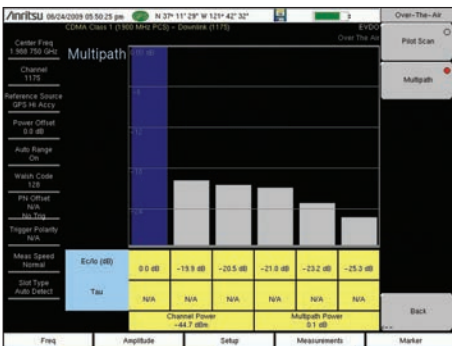 Anritsu 06/24/2009 05:50:25 pm N 37° 11' 29" W 121° 42' 32" Over-The-Air
CDMA Class 1 (1900 MHz PCS) - Downlink (1175) EVDO
Over The Air
Center Freq
1.988 750 GHz
Channel
1175
Reference Source
GPS Hi Accy
Power Offset
0.0 dB
Auto Range
On
Walsh Code
128
PN Offset
N/A
No Trig
Trigger Polarity
N/A
Meas Speed
Normal
Slot Type
Auto Detect
Multipath
Pilot Scan
Multipath
Ec/Io (dB) 0.0 dB -19.9 dB -20.5 dB -21.0 dB -23.2 dB -25.3 dB
Tau N/A N/A N/A N/A N/A N/A
Channel Power Multipath Power
-44.7 dBm 0.1 dB
Back
Freq Amplitude Setup Measurements Marker